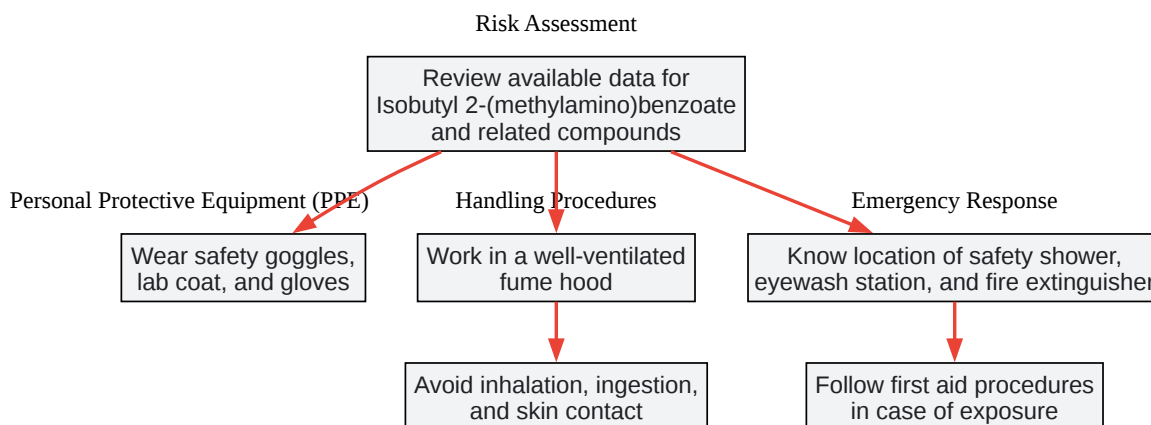 Risk Assessment
Review available data for
Isobutyl 2-(methylamino)benzoate
and related compounds
Personal Protective Equipment (PPE)
Wear safety goggles,
lab coat, and gloves
Handling Procedures
Work in a well-ventilated
fume hood
Avoid inhalation, ingestion,
and skin contact
Emergency Response
Know location of safety shower,
eyewash station, and fire extinguisher
Follow first aid procedures
in case of exposure